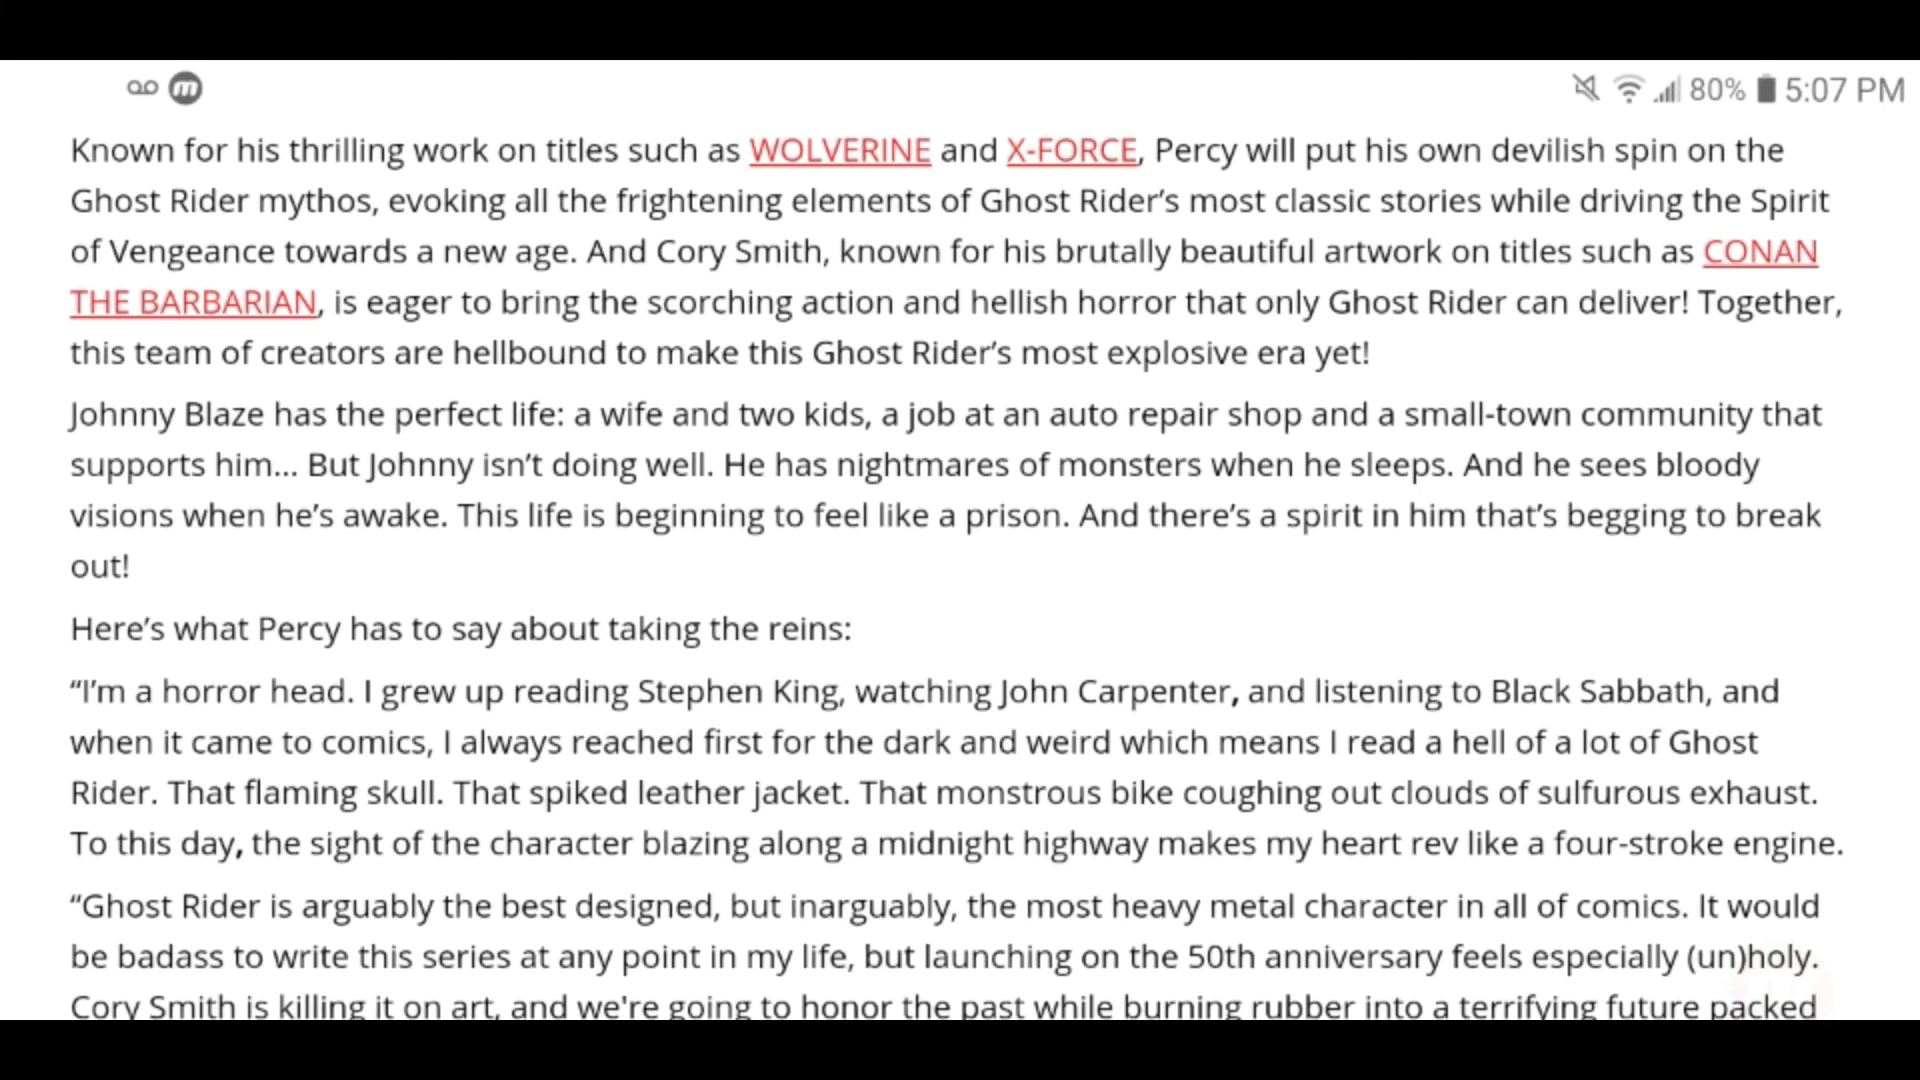 80% 5:07 PM
Known for his thrilling work on titles such as WOLVERINE and X-FORCE, Percy will put his own devilish spin on the
Ghost Rider mythos, evoking all the frightening elements of Ghost Rider’s most classic stories while driving the Spirit
of Vengeance towards a new age. And Cory Smith, known for his brutally beautiful artwork on titles such as CONAN
THE BARBARIAN, is eager to bring the scorching action and hellish horror that only Ghost Rider can deliver! Together,
this team of creators are hellbound to make this Ghost Rider’s most explosive era yet!
Johnny Blaze has the perfect life: a wife and two kids, a job at an auto repair shop and a small-town community that
supports him... But Johnny isn’t doing well. He has nightmares of monsters when he sleeps. And he sees bloody
visions when he’s awake. This life is beginning to feel like a prison. And there’s a spirit in him that’s begging to break
out!
Here’s what Percy has to say about taking the reins:
“I’m a horror head. I grew up reading Stephen King, watching John Carpenter, and listening to Black Sabbath, and
when it came to comics, I always reached first for the dark and weird which means I read a hell of a lot of Ghost
Rider. That flaming skull. That spiked leather jacket. That monstrous bike coughing out clouds of sulfurous exhaust.
To this day, the sight of the character blazing along a midnight highway makes my heart rev like a four-stroke engine.
“Ghost Rider is arguably the best designed, but inarguably, the most heavy metal character in all of comics. It would
be badass to write this series at any point in my life, but launching on the 50th anniversary feels especially (un)holy.
Cory Smith is killing it on art, and we're going to honor the past while burning rubber into a terrifying future packed